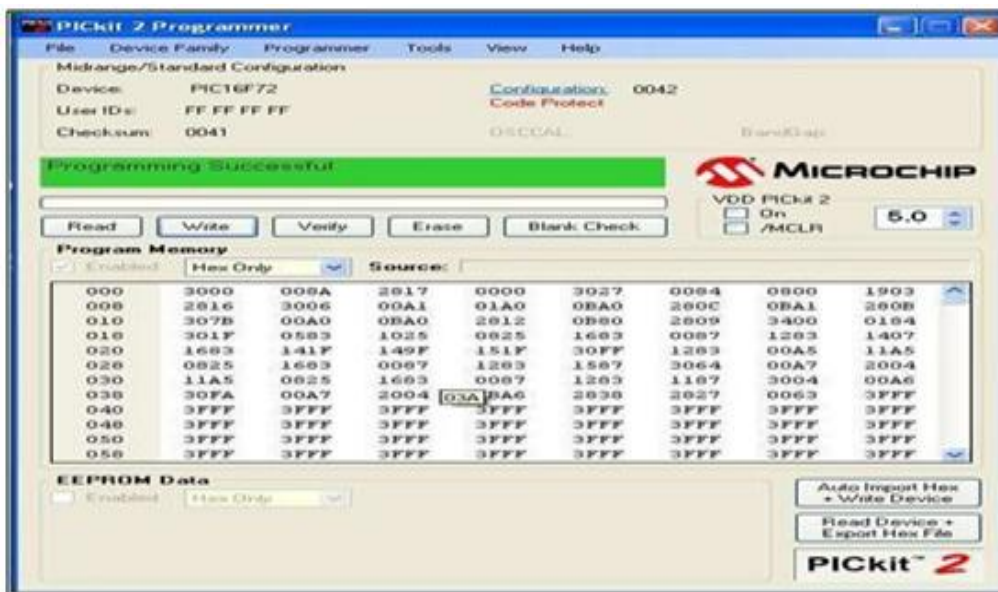 PICkit 2 Programmer
File Device Family Programmer Tools View Help
Midrange/Standard Configuration
Device: PIC16F72 Configuration: 0042
User IDs: FF FF FF FF Code Protect
Checksum: 0041 OSCCAL: BandGap:
Programming Successful
MICROCHIP
VDD PICkit 2
On
/MCLR
5.0
Read Write Verify Erase Blank Check
Program Memory
Enabled Hex Only Source:
000 3000 008A 2817 0000 3027 0084 0800 1903
008 2816 3006 00A1 01A0 0BA0 280C 0BA1 280B
010 307B 00A0 0BA0 2812 0B80 2809 3400 0184
018 301F 0583 1025 0825 1683 0087 1283 1407
020 1683 141F 149F 151F 30FF 1283 00A5 11A5
028 0825 1683 0087 1283 1587 3064 00A7 2004
030 11A5 0825 1683 0087 1283 1187 3004 00A6
038 30FA 00A7 2004 03A BA6 2838 2827 0063 3FFF
040 3FFF 3FFF 3FFF 3FFF 3FFF 3FFF 3FFF 3FFF
048 3FFF 3FFF 3FFF 3FFF 3FFF 3FFF 3FFF 3FFF
050 3FFF 3FFF 3FFF 3FFF 3FFF 3FFF 3FFF 3FFF
058 3FFF 3FFF 3FFF 3FFF 3FFF 3FFF 3FFF 3FFF
EEPROM Data
Enabled Hex Only
Auto Import Hex
+ Write Device
Read Device +
Export Hex File
PICkit™ 2